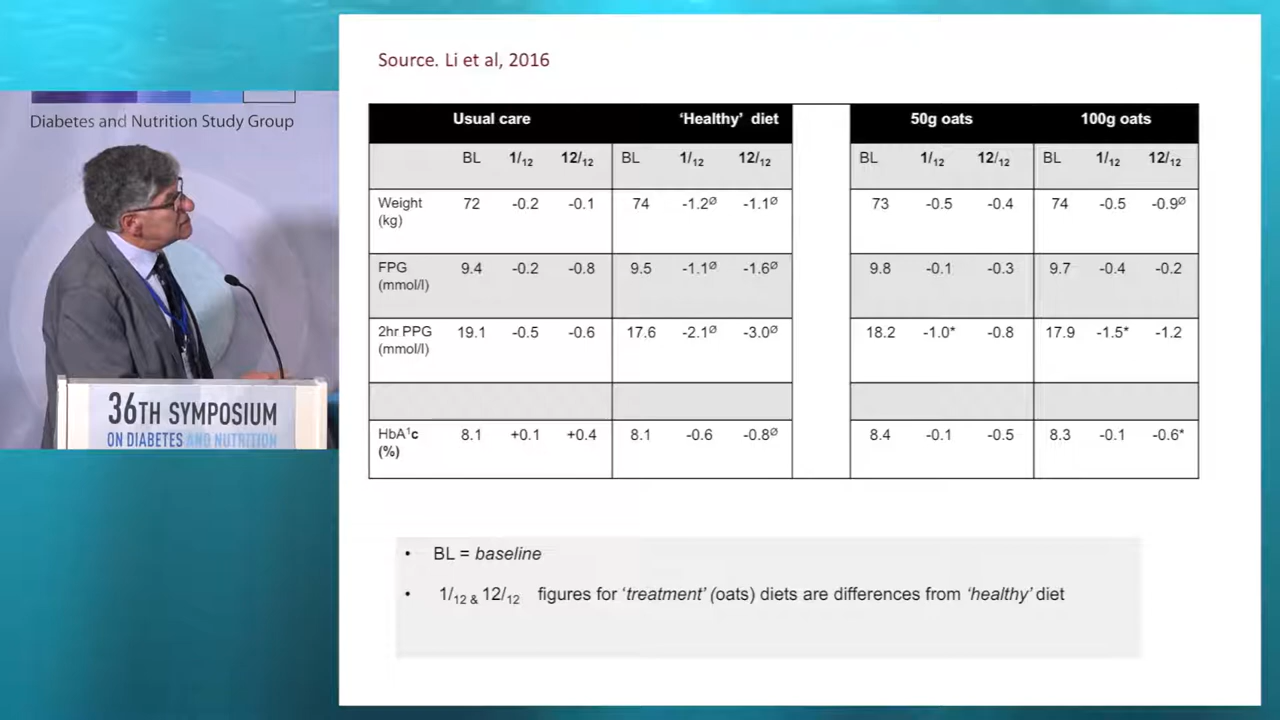 Source. Li et al, 2016
Diabetes and Nutrition Study Group
36TH SYMPOSIUM
ON DIABETES AND NUTRITION
Usual care 'Healthy' diet 50g oats 100g oats
BL 1/12 12/12 BL 1/12 12/12 BL 1/12 12/12 BL 1/12 12/12
Weight (kg) 72 -0.2 -0.1 74 -1.2ø -1.1ø 73 -0.5 -0.4 74 -0.5 -0.9ø
FPG (mmol/l) 9.4 -0.2 -0.8 9.5 -1.1ø -1.6ø 9.8 -0.1 -0.3 9.7 -0.4 -0.2
2hr PPG (mmol/l) 19.1 -0.5 -0.6 17.6 -2.1ø -3.0ø 18.2 -1.0* -0.8 17.9 -1.5* -1.2
HbA¹c (%) 8.1 +0.1 +0.4 8.1 -0.6 -0.8ø 8.4 -0.1 -0.5 8.3 -0.1 -0.6*
• BL = baseline
• 1/12 & 12/12 figures for 'treatment' (oats) diets are differences from 'healthy' diet